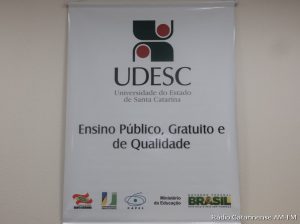 UDESC
Universidade do Estado
de Santa Catarina
Ensino Público, Gratuito e
de Qualidade
CAPES
Ministério
da Educação
BRASIL
Rádio Catarinense AM-FM